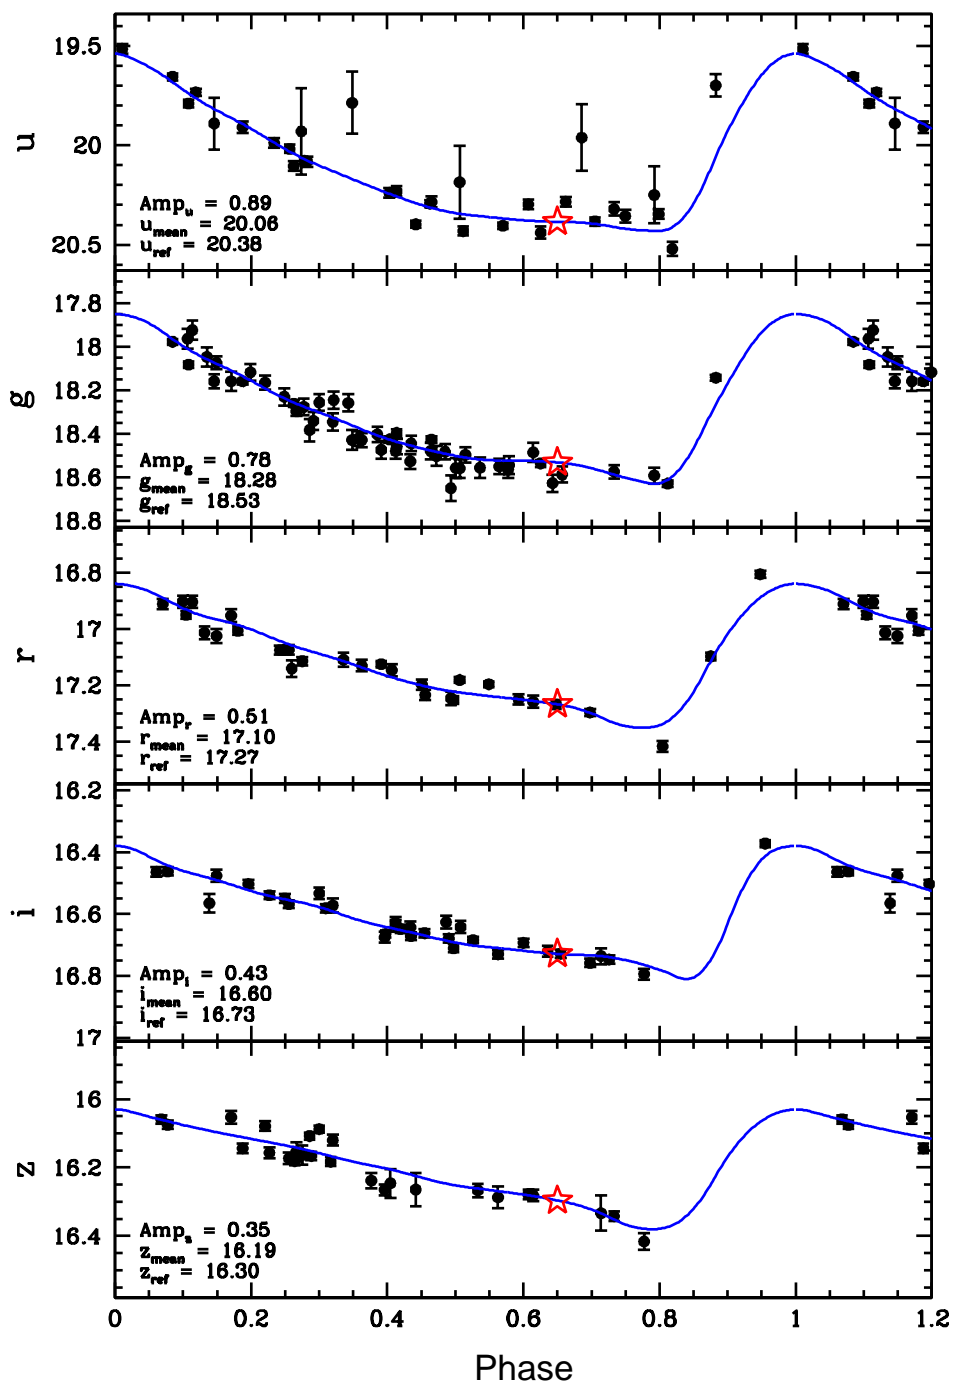 19.5
20
20.5
u
Amp_u = 0.89
u_mean = 20.06
u_ref = 20.38
17.8
18
18.2
18.4
18.6
18.8
g
Amp_g = 0.78
g_mean = 18.28
g_ref = 18.53
16.8
17
17.2
17.4
r
Amp_r = 0.51
r_mean = 17.10
r_ref = 17.27
16.2
16.4
16.6
16.8
17
i
Amp_i = 0.43
i_mean = 16.60
i_ref = 16.73
16
16.2
16.4
z
Amp_z = 0.35
z_mean = 16.19
z_ref = 16.30
0 0.2 0.4 0.6 0.8 1 1.2
Phase